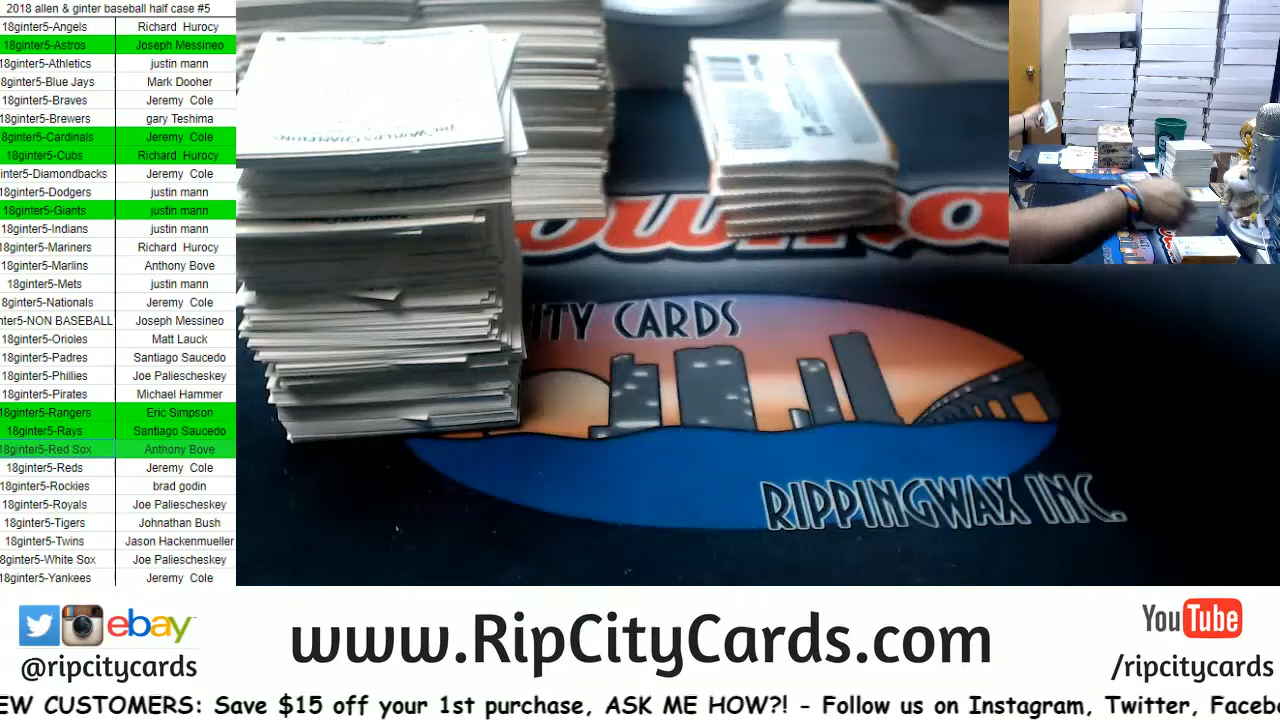 2018 allen & ginter baseball half case #5
18ginter5-Angels Richard Hurocy
18ginter5-Astros Joseph Messineo
18ginter5-Athletics justin mann
8ginter5-Blue Jays Mark Dooher
18ginter5-Braves Jeremy Cole
18ginter5-Brewers gary Teshima
8ginter5-Cardinals Jeremy Cole
18ginter5-Cubs Richard Hurocy
inter5-Diamondbacks Jeremy Cole
18ginter5-Dodgers justin mann
18ginter5-Giants justin mann
18ginter5-Indians justin mann
18ginter5-Mariners Richard Hurocy
18ginter5-Marlins Anthony Bove
18ginter5-Mets justin mann
8ginter5-Nationals Jeremy Cole
nter5-NON BASEBALL Joseph Messineo
18ginter5-Orioles Matt Lauck
18ginter5-Padres Santiago Saucedo
18ginter5-Phillies Joe Paliescheskey
18ginter5-Pirates Michael Hammer
18ginter5-Rangers Eric Simpson
18ginter5-Rays Santiago Saucedo
18ginter5-Red Sox Anthony Bove
18ginter5-Reds Jeremy Cole
18ginter5-Rockies brad godin
18ginter5-Royals Joe Paliescheskey
18ginter5-Tigers Johnathan Bush
18ginter5-Twins Jason Hackenmueller
8ginter5-White Sox Joe Paliescheskey
18ginter5-Yankees Jeremy Cole
THE WORLD'S CHAMPIONS
ITY CARDS
RIPPINGWAX INC.
ebay
@ripcitycards
www.RipCityCards.com
YouTube
/ripcitycards
EW CUSTOMERS: Save $15 off your 1st purchase, ASK ME HOW?! - Follow us on Instagram, Twitter, Faceb